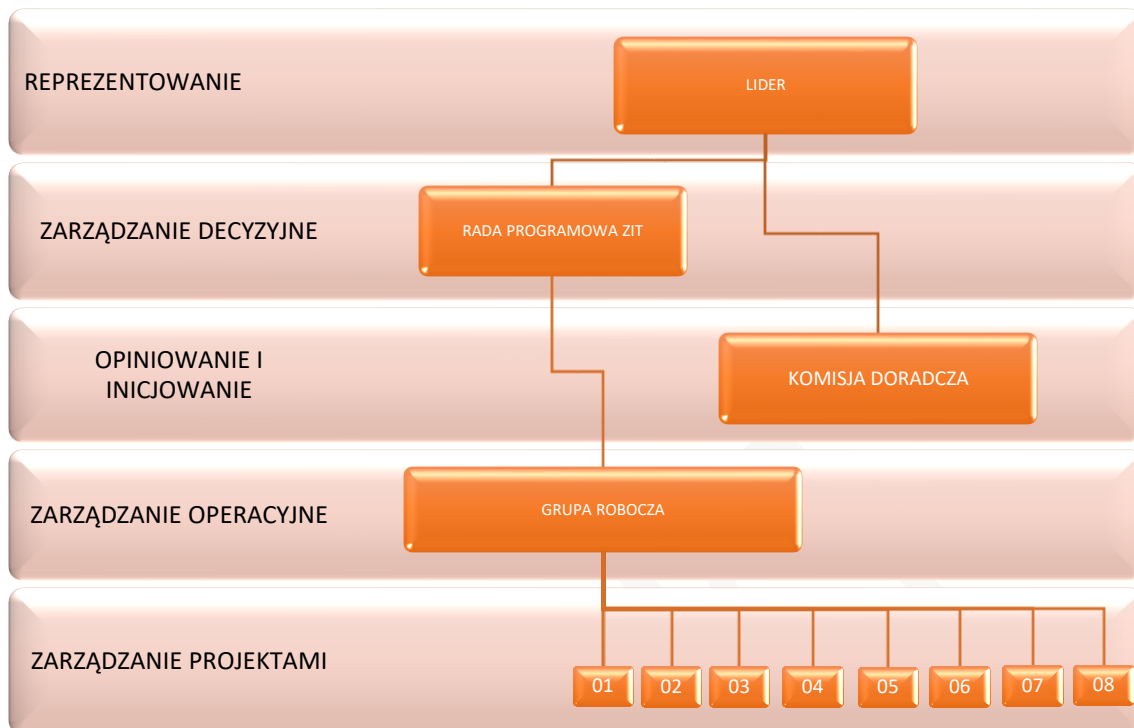 REPREZENTOWANIE
LIDER
ZARZĄDZANIE DECYZYJNE
RADA PROGRAMOWA ZIT
OPINIOWANIE I
INICJOWANIE
KOMISJA DORADCZA
ZARZĄDZANIE OPERACYJNE
GRUPA ROBOCZA
ZARZĄDZANIE PROJEKTAMI
01 02 03 04 05 06 07 08